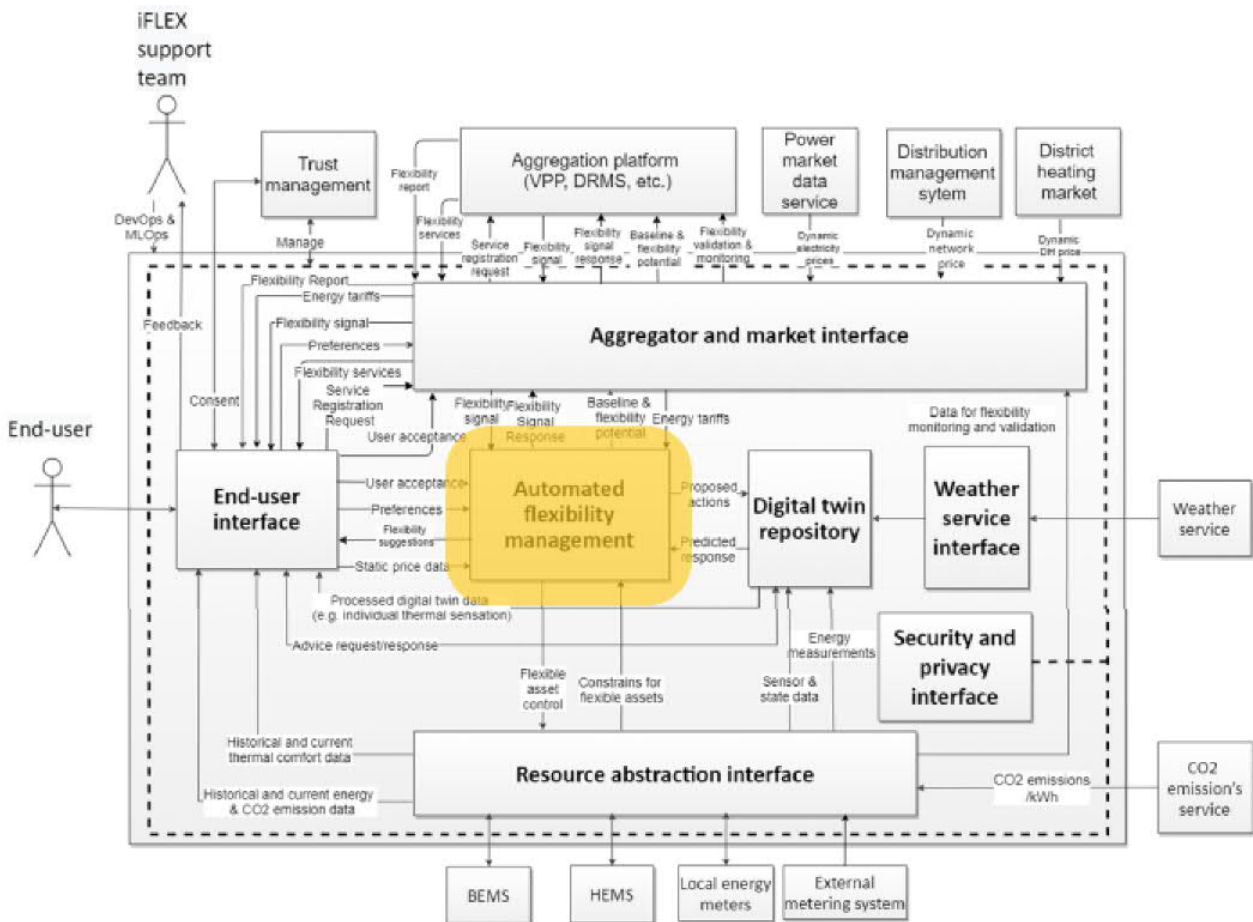 iFLEX
support
team
Trust
management
Aggregation platform
(VPP, DRMS, etc.)
Power
market
data
service
Distribution
management
sytem
District
heating
market
DevOps &
MLOps
Manage
Flexibility
report
Flexibility
services
Service
registration
request
Flexibility
signal
Flexibility
signal
response
Baseline &
flexibility
potential
Flexibility
validation &
monitoring
Dynamic
electricity
prices
Dynamic
network
price
Dynamic
DH price
Flexibility Report
Energy tariffs
Flexibility signal
Preferences
Flexibility services
Service
Registration
Request
User acceptance
Feedback
Consent
Aggregator and market interface
Flexibility
signal
Flexibility
Signal
Response
Baseline &
flexibility
potential
Energy tariffs
Data for flexibility
monitoring and validation
End-user
End-user
interface
User acceptance
Preferences
Flexibility
suggestions
Static price data
Automated
flexibility
management
Proposed
actions
Predicted
response
Digital twin
repository
Weather
service
interface
Weather
service
Processed digital twin data
(e.g. individual thermal sensation)
Advice request/response
Flexible
asset
control
Constrains for
flexible assets
Energy
measurements
Sensor &
state data
Security and
privacy
interface
Historical and current
thermal comfort data
Historical and current energy
& CO2 emission data
Resource abstraction interface
CO2 emissions
/kWh
CO2
emission's
service
BEMS
HEMS
Local energy
meters
External
metering system